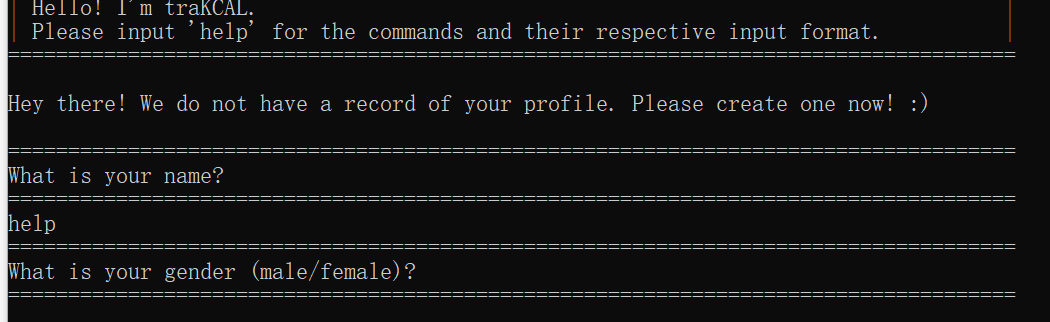 Hello! I'm traKCAL.
Please input 'help' for the commands and their respective input format.
====================================================================================
Hey there! We do not have a record of your profile. Please create one now! :)
====================================================================================
What is your name?
====================================================================================
help
====================================================================================
What is your gender (male/female)?
====================================================================================